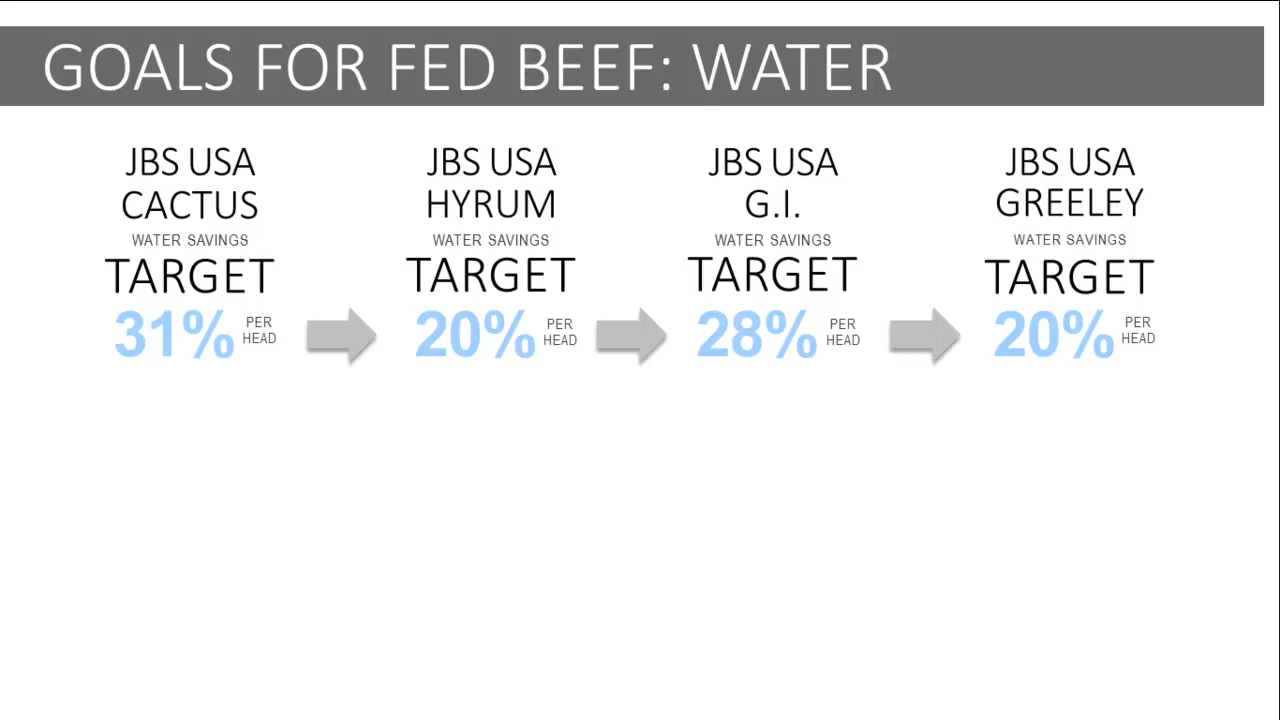 GOALS FOR FED BEEF: WATER
JBS USA
CACTUS
WATER SAVINGS
TARGET
31% PER HEAD
JBS USA
HYRUM
WATER SAVINGS
TARGET
20% PER HEAD
JBS USA
G.I.
WATER SAVINGS
TARGET
28% PER HEAD
JBS USA
GREELEY
WATER SAVINGS
TARGET
20% PER HEAD